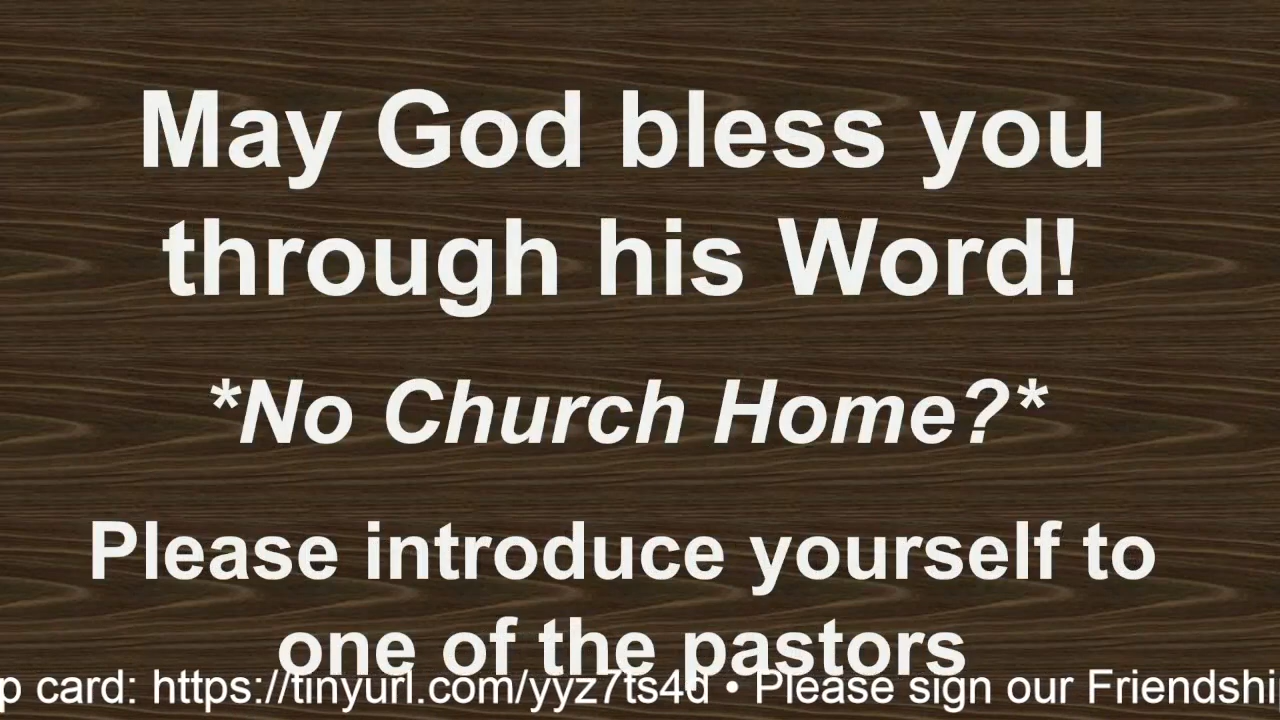 May God bless you
through his Word!
*No Church Home?*
Please introduce yourself to
one of the pastors
p card: https://tinyurl.com/yyz7ts4d • Please sign our Friendshi